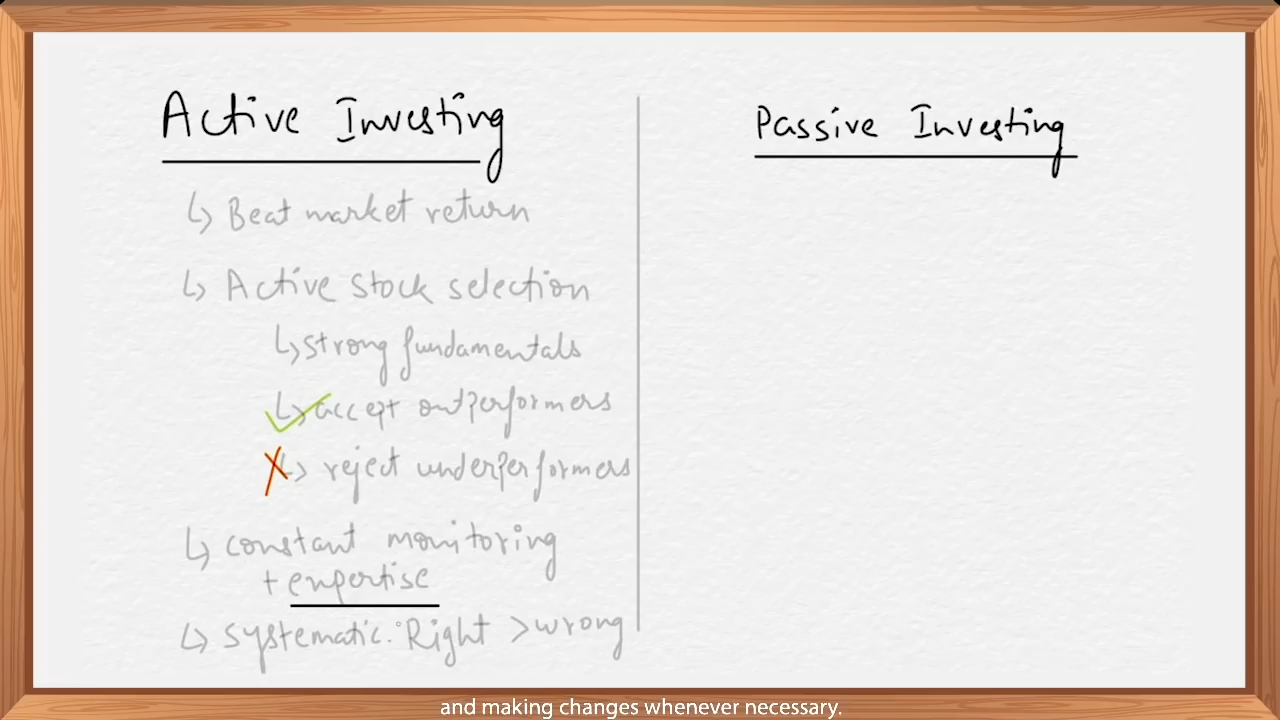 Active Investing
↳ Beat market return
↳ Active stock selection
↳ strong fundamentals
↳ accept outperformers
↳ reject underperformers
↳ constant monitoring
+ expertise
↳ systematic: Right > wrong
Passive Investing
and making changes whenever necessary.